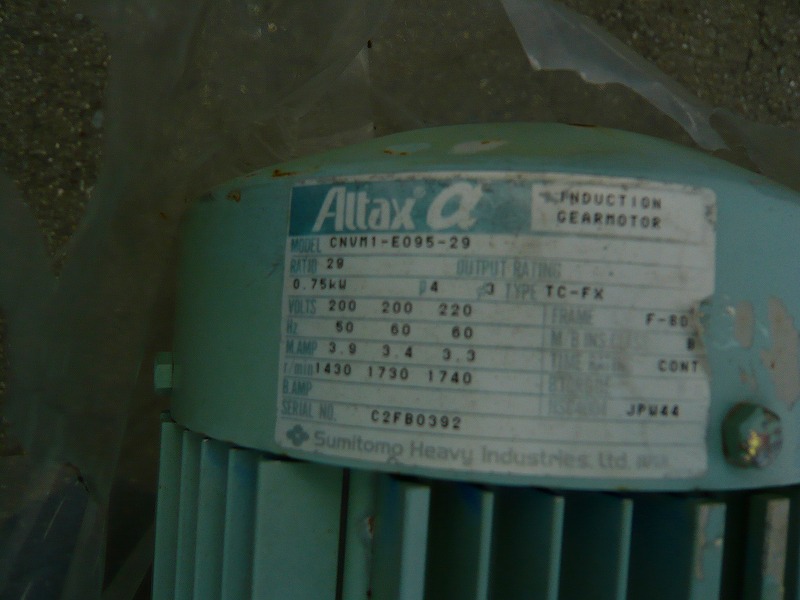 Altax® α
INDUCTION
GEARMOTOR
MODEL CNVM1-E095-29
RATIO 29 OUTPUT RATING
0.75kW P 4 φ 3 TYPE TC-FX
VOLTS 200 200 220 FRAME F-80
Hz 50 60 60 B
M.AMP 3.9 3.4 3.3 CONT
r/min 1430 1730 1740
B.AMP
SERIAL NO. C2FB0392 JPW44
Sumitomo Heavy Industries, Ltd. JAPAN